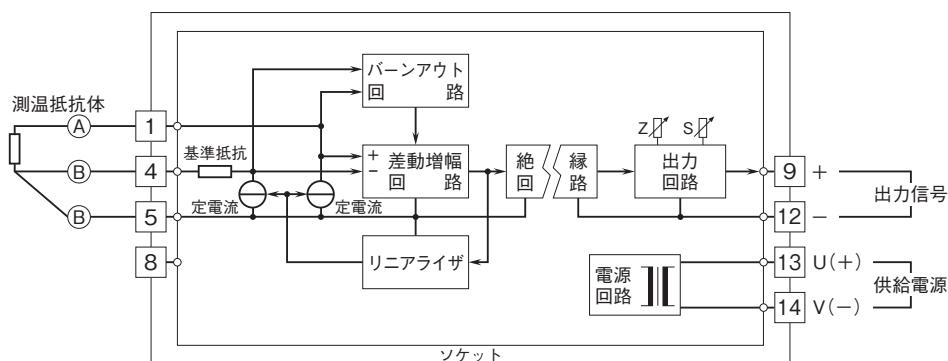 バーンアウト
回　路
測温抵抗体
A
1
Z
S
基準抵抗
+
−
差動増幅
回　路
絶　縁
回　路
出力
回路
B
4
9
+
出力信号
定電流
定電流
B
5
12
−
8
リニアライザ
電源
回路
13
U(+)
供給電源
14
V(−)
ソケット